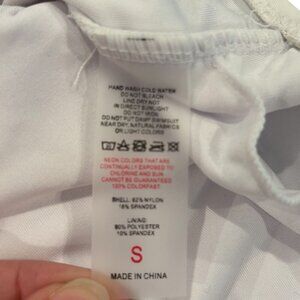 HAND WASH COLD WATER
DO NOT BLEACH
LINE DRY NOT
IN DIRECT SUNLIGHT
DO NOT IRON
DO NOT PUT DAMP SWIMSUIT
NEAR DRY, NATURAL FABRICS
OR LIGHT COLORS
NEON COLORS THAT ARE
CONTINUALLY EXPOSED TO
CHLORINE AND SUN
CANNOT BE GUARANTEED
100% COLORFAST
SHELL: 82% NYLON
18% SPANDEX
LINING:
90% POLYESTER
10% SPANDEX
S
MADE IN CHINA